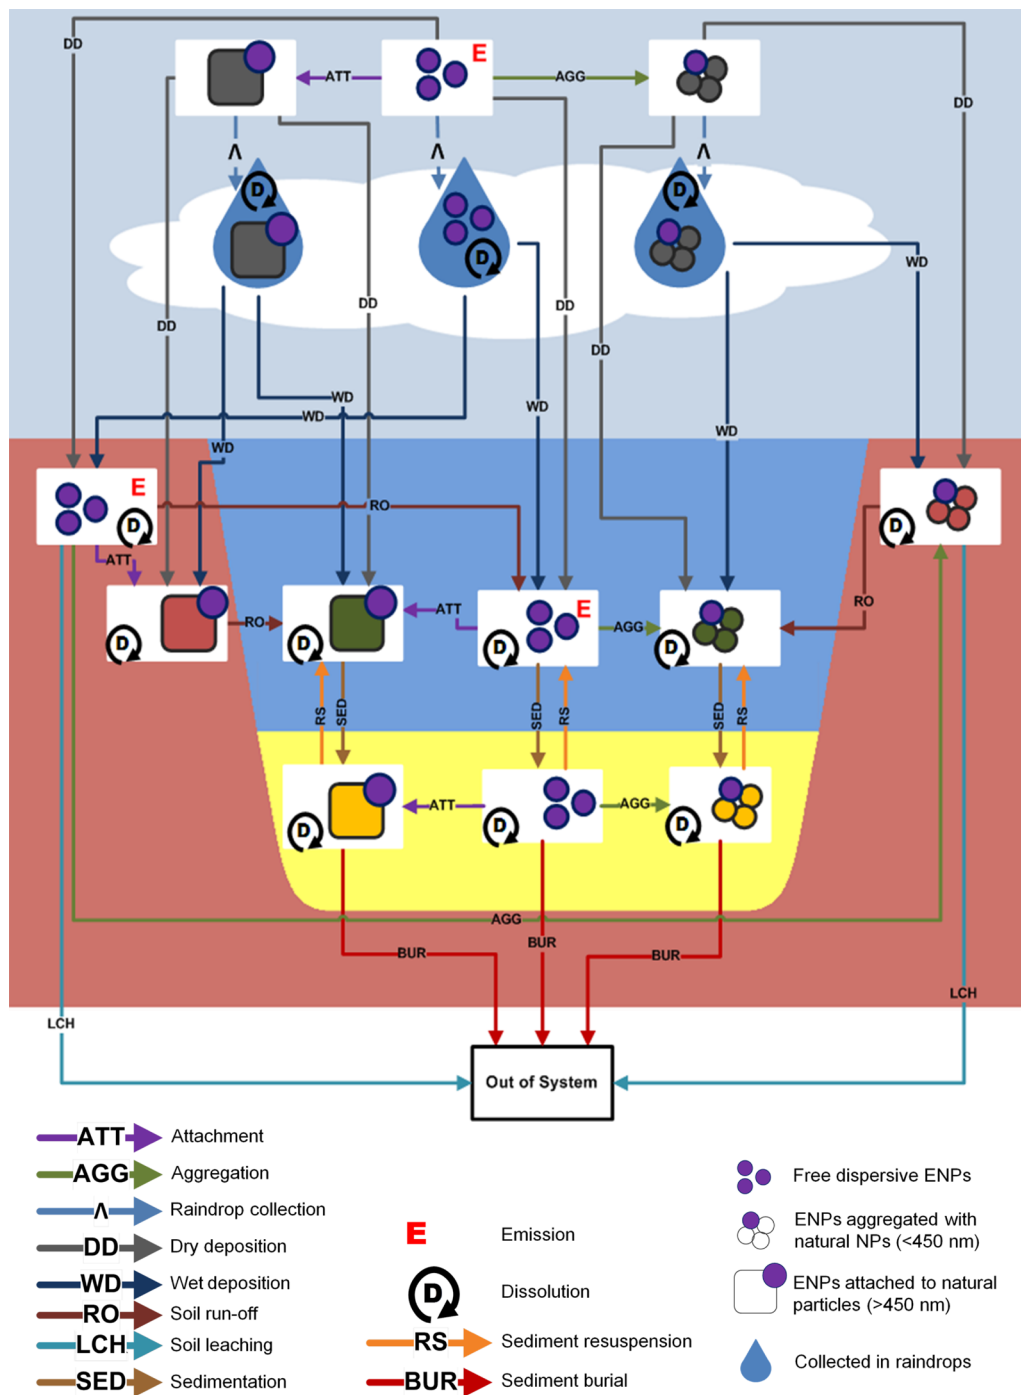 DD
E
ATT
AGG
DD
Λ
Λ
Λ
D
D
D
WD
DD
DD
DD
DD
WD
WD
WD
WD
WD
E
D
RO
D
ATT
D
RO
D
ATT
E
D
AGG
D
RO
RS
SED
SED
RS
SED
RS
D
ATT
D
AGG
D
AGG
BUR
BUR
BUR
LCH
LCH
Out of System
ATT Attachment
AGG Aggregation
Λ Raindrop collection
DD Dry deposition
WD Wet deposition
RO Soil run-off
LCH Soil leaching
SED Sedimentation
E Emission
D Dissolution
RS Sediment resuspension
BUR Sediment burial
Free dispersive ENPs
ENPs aggregated with
natural NPs (<450 nm)
ENPs attached to natural
particles (>450 nm)
Collected in raindrops